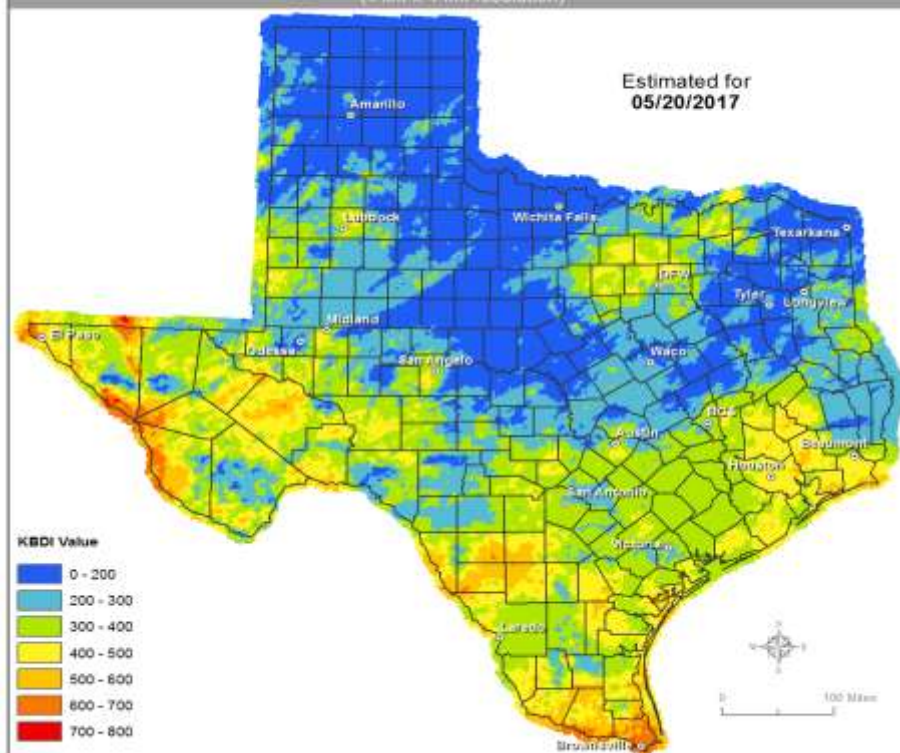 Estimated for
05/20/2017
Amarillo
Lubbock
Wichita Falls
Texarkana
DFW
Tyler
Longview
El Paso
Midland
Odessa
San Angelo
Waco
BCS
Austin
Beaumont
Houston
San Antonio
Victoria
Laredo
Brownsville
KBDI Value
0 - 200
200 - 300
300 - 400
400 - 500
500 - 600
600 - 700
700 - 800
0
100 Miles